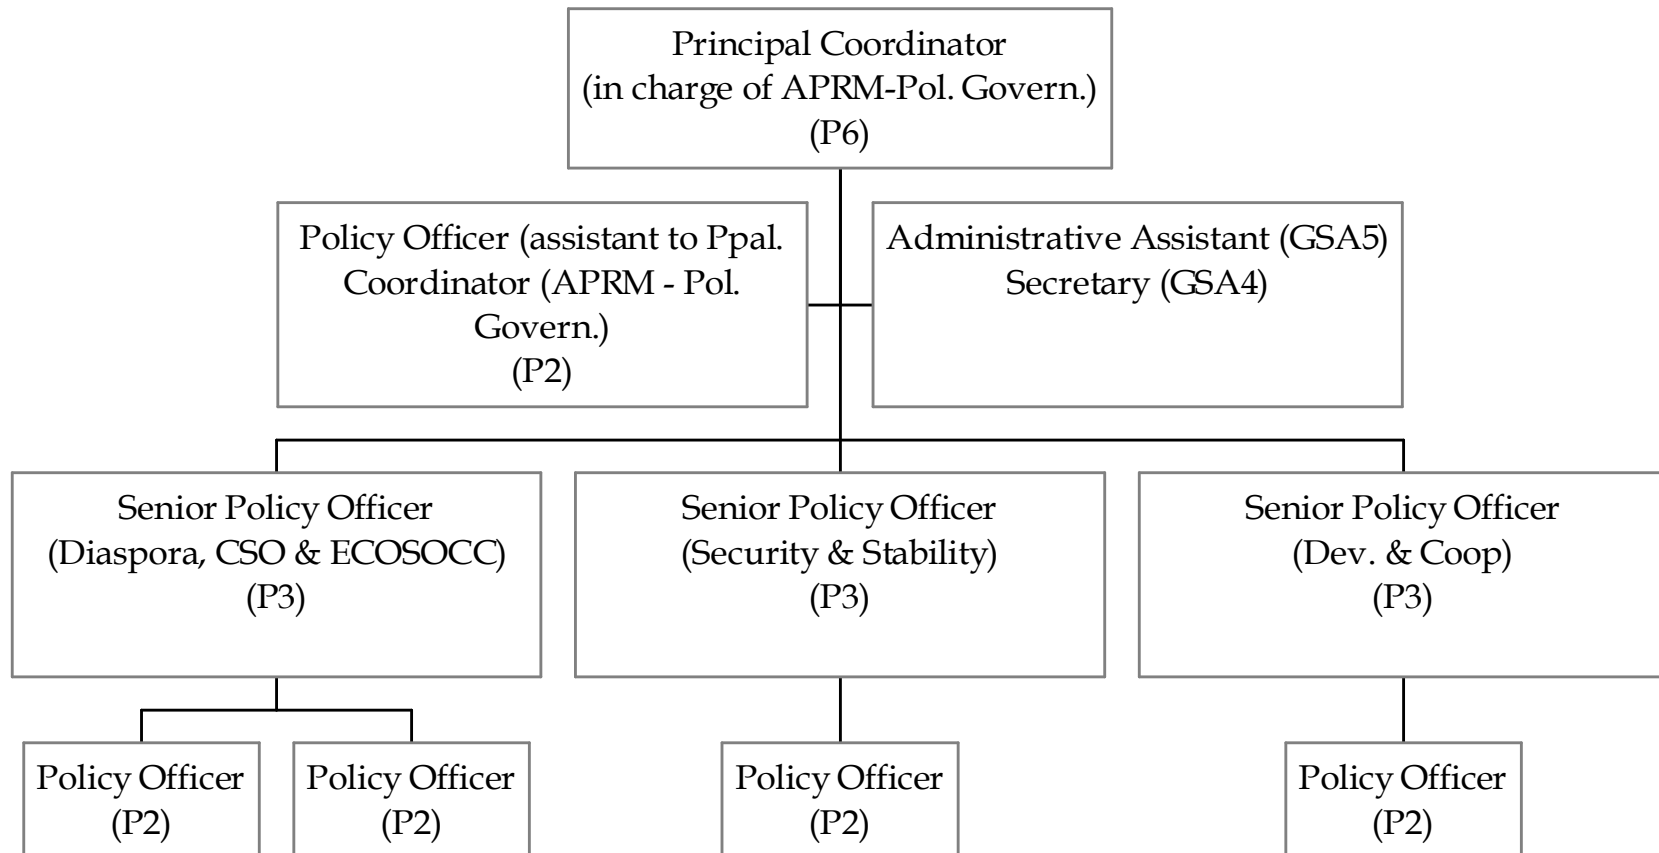 Principal Coordinator
(in charge of APRM-Pol. Govern.)
(P6)
Policy Officer (assistant to Ppal.
Coordinator (APRM - Pol.
Govern.)
(P2)
Administrative Assistant (GSA5)
Secretary (GSA4)
Senior Policy Officer
(Diaspora, CSO & ECOSOCC)
(P3)
Senior Policy Officer
(Security & Stability)
(P3)
Senior Policy Officer
(Dev. & Coop)
(P3)
Policy Officer
(P2)
Policy Officer
(P2)
Policy Officer
(P2)
Policy Officer
(P2)